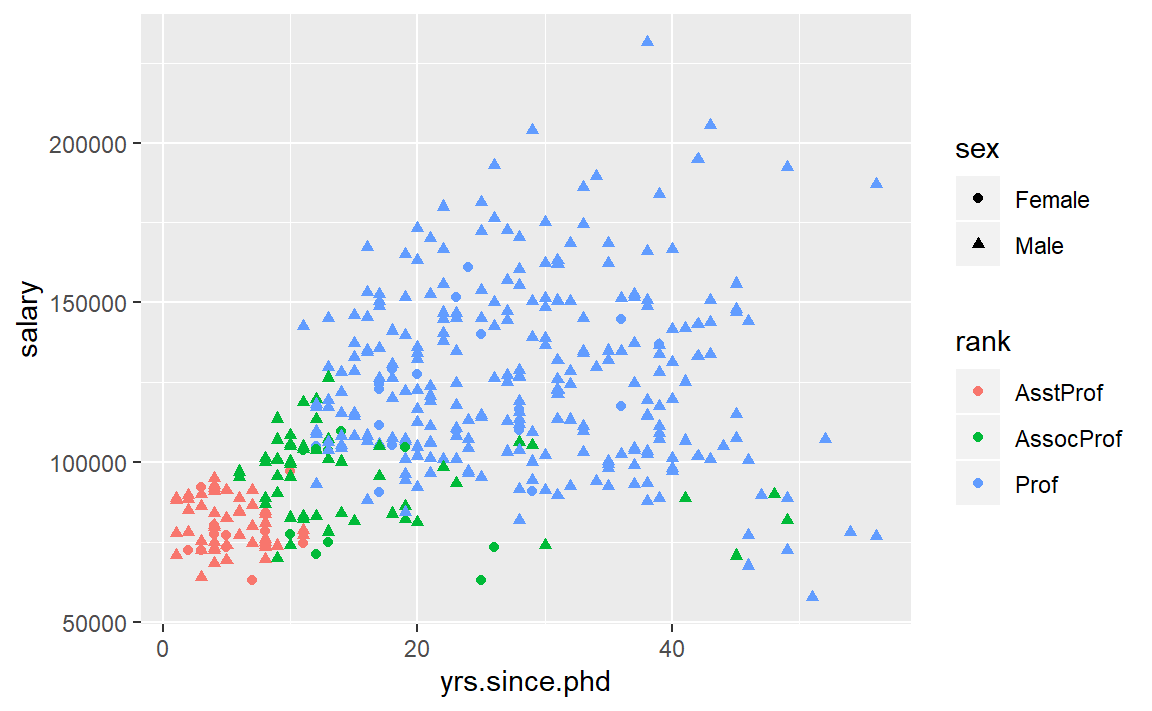 200000
150000
100000
50000
0
20
40
salary
yrs.since.phd
sex
Female
Male
rank
AsstProf
AssocProf
Prof